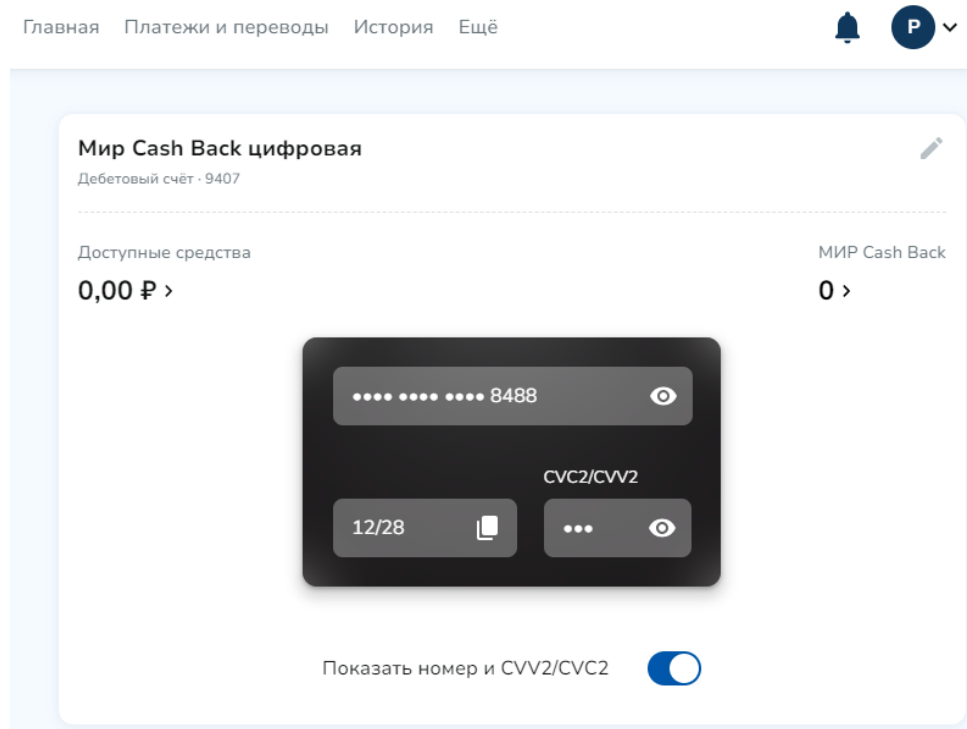 Главная Платежи и переводы История Ещё P
Мир Cash Back цифровая
Дебетовый счёт · 9407
Доступные средства МИР Cash Back
0,00 ₽ › 0 ›
•••• •••• •••• 8488
CVC2/CVV2
12/28 •••
Показать номер и CVV2/CVC2